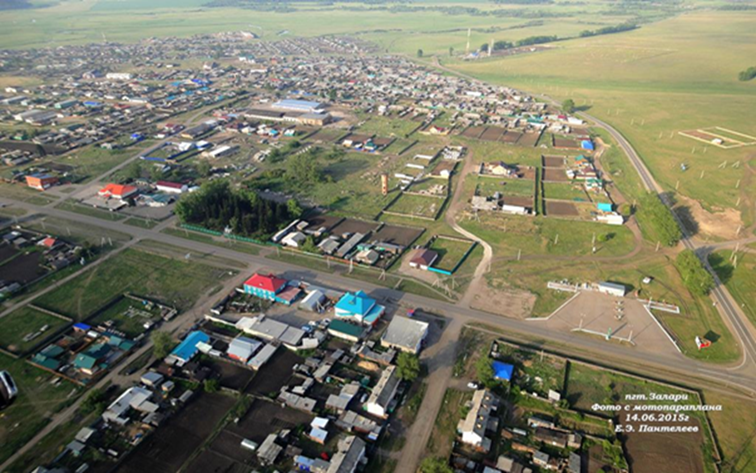 пгт.Залари
Фото с мотопараплана
14.06.2015г
Е.Э. Пантелеев